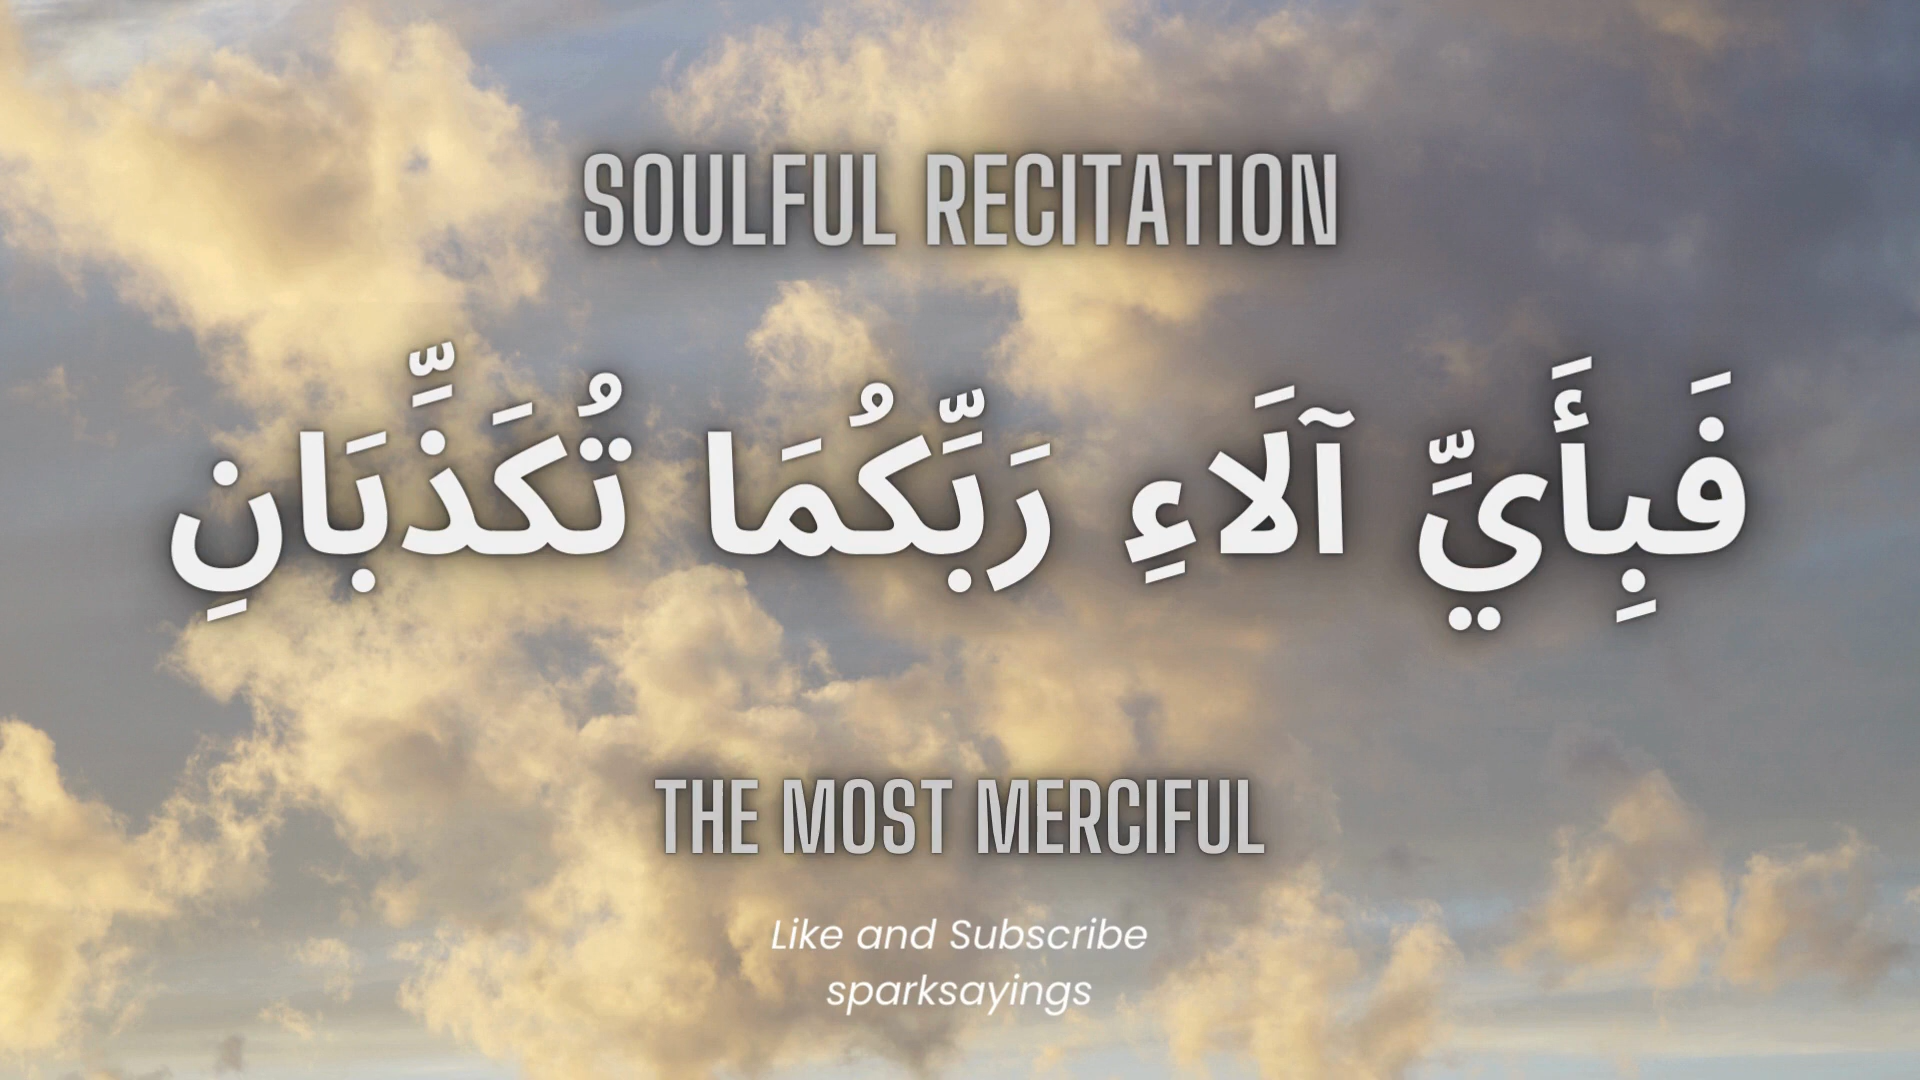 SOULFUL RECITATION
فَبِأَيِّ آلَاءِ رَبِّكُمَا تُكَذِّبَانِ
THE MOST MERCIFUL
Like and Subscribe
sparksayings